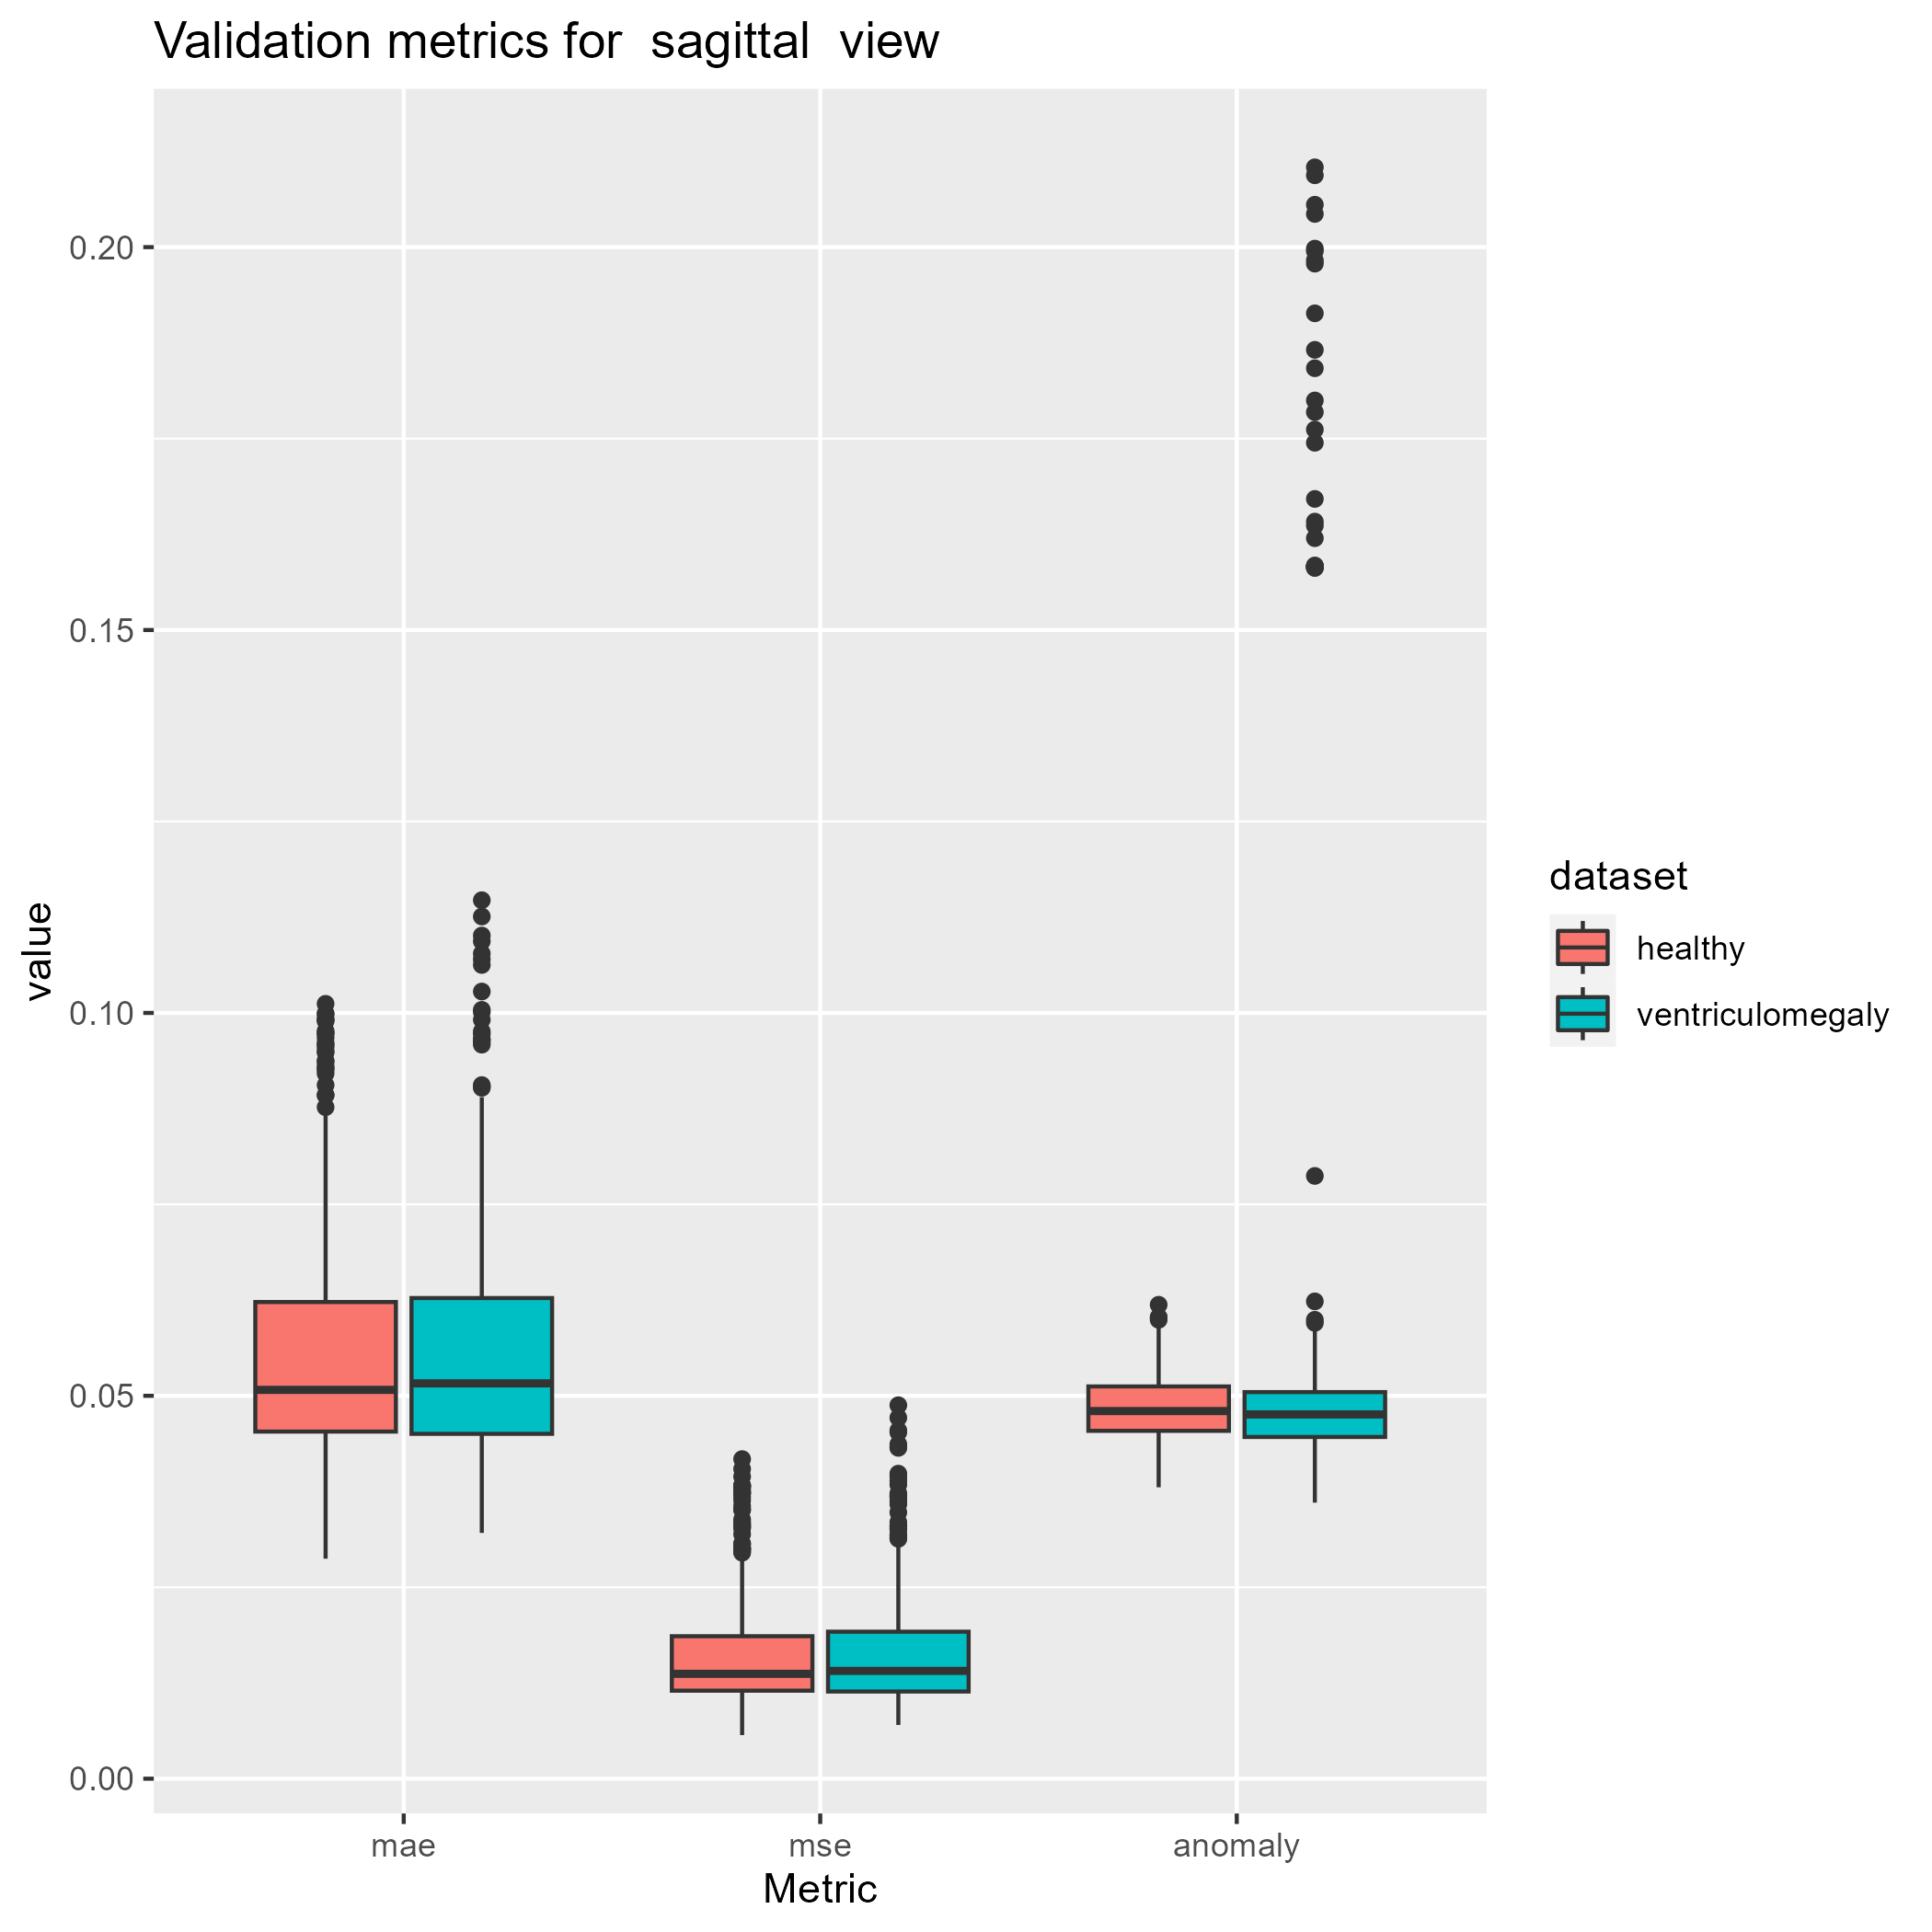 Validation metrics for  sagittal  view
value
0.20
0.15
0.10
0.05
0.00
mae
mse
anomaly
Metric
dataset
healthy
ventriculomegaly